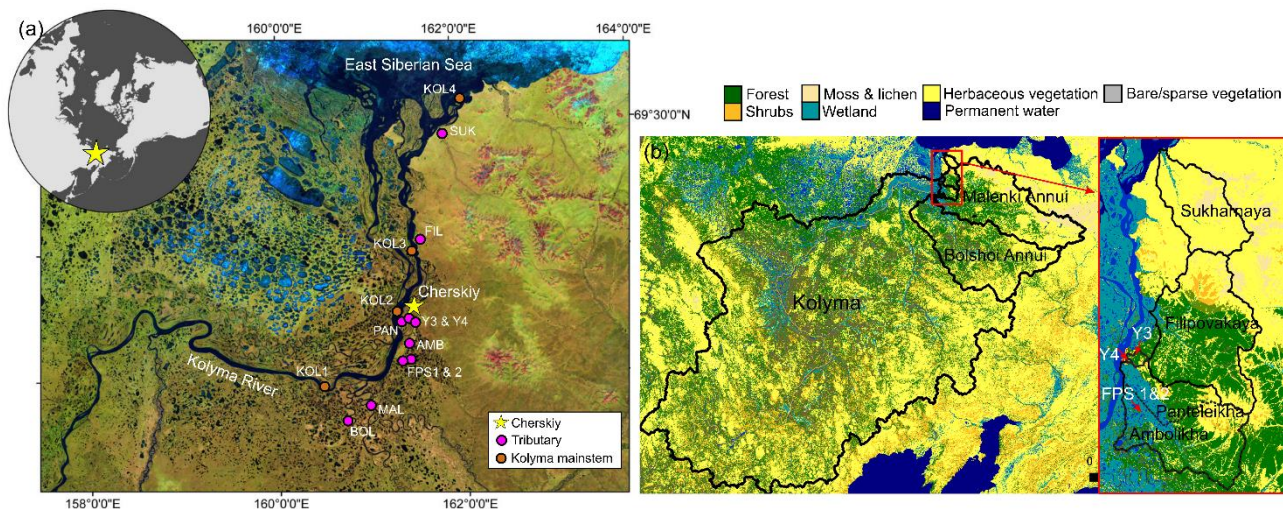 (a)
160°0'0"E
162°0'0"E
164°0'0"E
East Siberian Sea
KOL4
69°30'0"N
SUK
FIL
KOL3
Cherskiy
KOL2
PAN
Y3 & Y4
AMB
FPS1 & 2
Kolyma River
KOL1
MAL
BOL
Cherskiy
Tributary
Kolyma mainstem
158°0'0"E
160°0'0"E
162°0'0"E
Forest
Moss & lichen
Herbaceous vegetation
Bare/sparse vegetation
Shrubs
Wetland
Permanent water
(b)
Malenki Annui
Bolshoi Annui
Kolyma
0
Sukharnaya
Filipovakaya
Y3
Y4
FPS 1&2
Panteleikha
Ambolikha